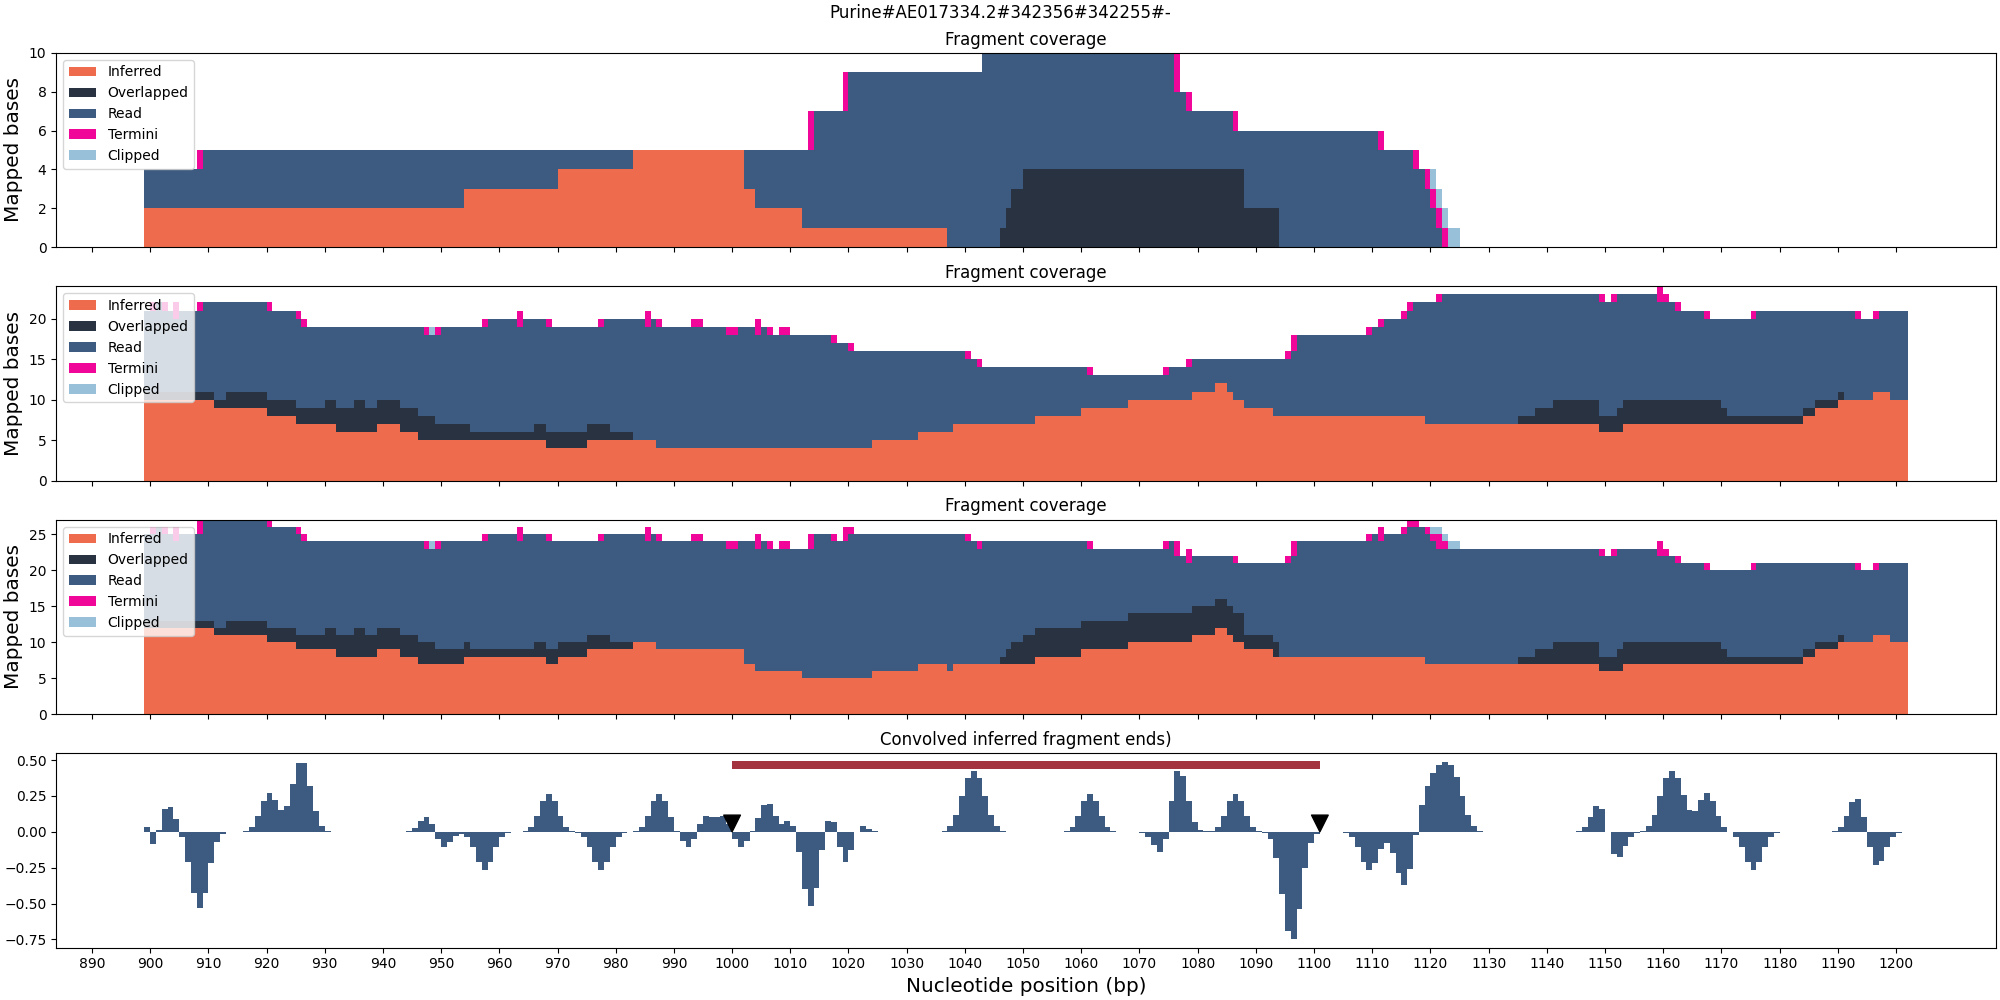 Purine#AE017334.2#342356#342255#-
Fragment coverage
Mapped bases
10
8
6
4
2
0
Inferred
Overlapped
Read
Termini
Clipped
Fragment coverage
Mapped bases
20
15
10
5
0
Inferred
Overlapped
Read
Termini
Clipped
Fragment coverage
Mapped bases
25
20
15
10
5
0
Inferred
Overlapped
Read
Termini
Clipped
Convolved inferred fragment ends)
0.50
0.25
0.00
−0.25
−0.50
−0.75
890 900 910 920 930 940 950 960 970 980 990 1000 1010 1020 1030 1040 1050 1060 1070 1080 1090 1100 1110 1120 1130 1140 1150 1160 1170 1180 1190 1200
Nucleotide position (bp)